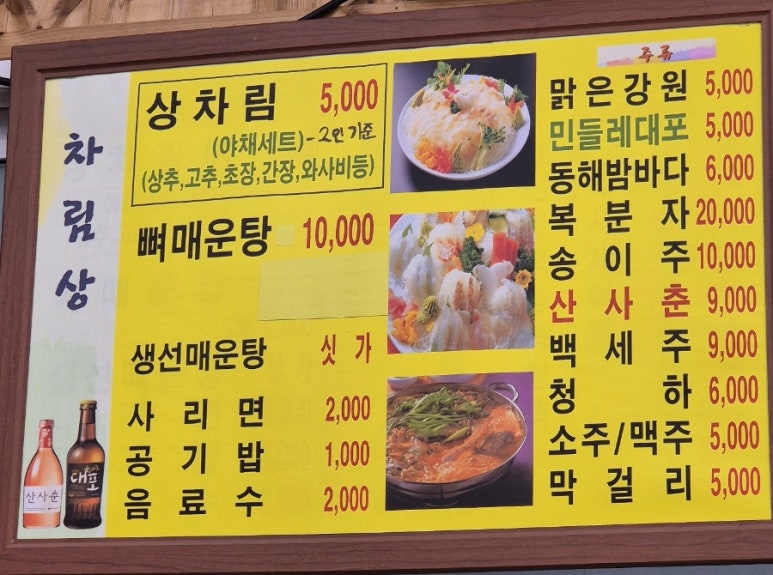 차림상
상차림 5,000
(야채세트)-2인 기준
(상추,고추,초장,간장,와사비등)
뼈매운탕 10,000
생선매운탕 싯가
사리면 2,000
공기밥 1,000
음료수 2,000
주류
맑은강원 5,000
민들레대포 5,000
동해밤바다 6,000
복분자 20,000
송이주 10,000
산사춘 9,000
백세주 9,000
청하 6,000
소주/맥주 5,000
막걸리 5,000
산사춘
대포